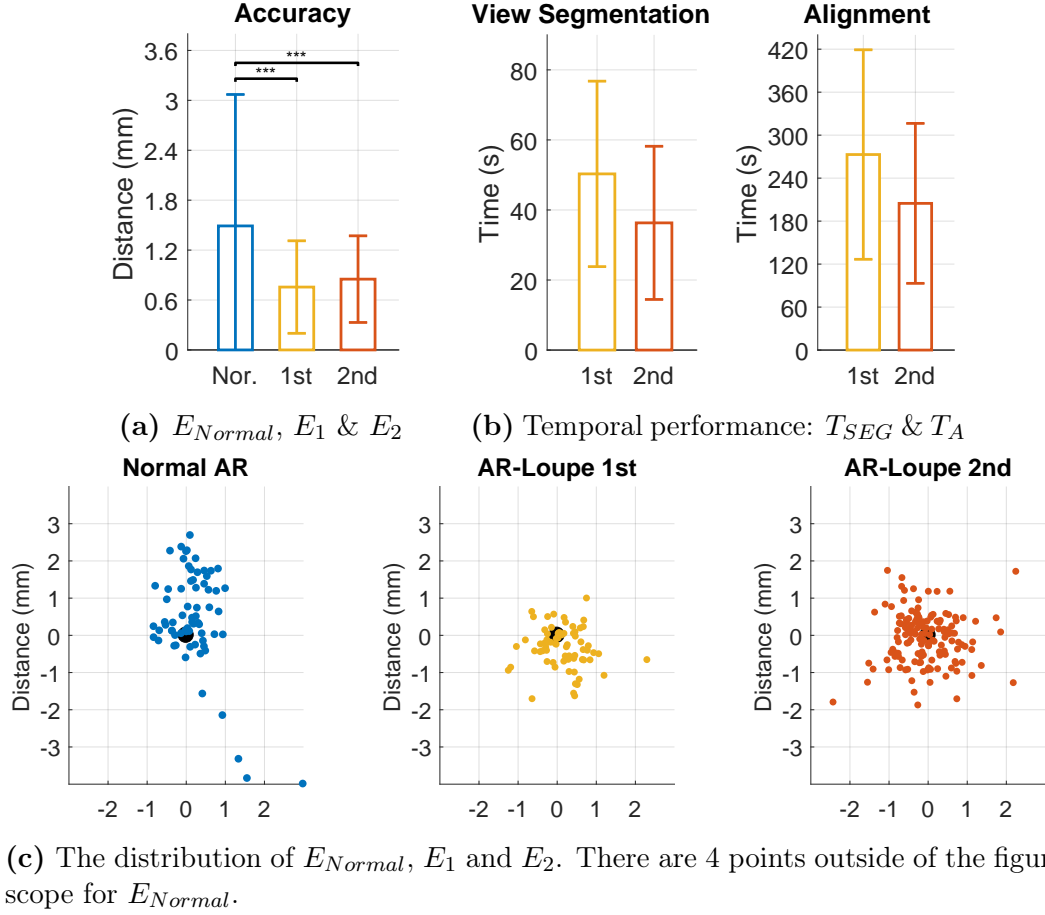 Accuracy
View Segmentation
Alignment
Distance (mm)
3.6
3
2.4
1.8
1.2
0.6
0
***
***
Nor. 1st 2nd
Time (s)
80
60
40
20
0
1st 2nd
Time (s)
420
360
300
240
180
120
60
0
1st 2nd
(a) E_Normal, E_1 & E_2
(b) Temporal performance: T_SEG & T_A
Normal AR
AR-Loupe 1st
AR-Loupe 2nd
Distance (mm)
3
2
1
0
-1
-2
-3
-2 -1 0 1 2
Distance (mm)
3
2
1
0
-1
-2
-3
-2 -1 0 1 2
Distance (mm)
3
2
1
0
-1
-2
-3
-2 -1 0 1 2
(c) The distribution of E_Normal, E_1 and E_2. There are 4 points outside of the figur
scope for E_Normal.